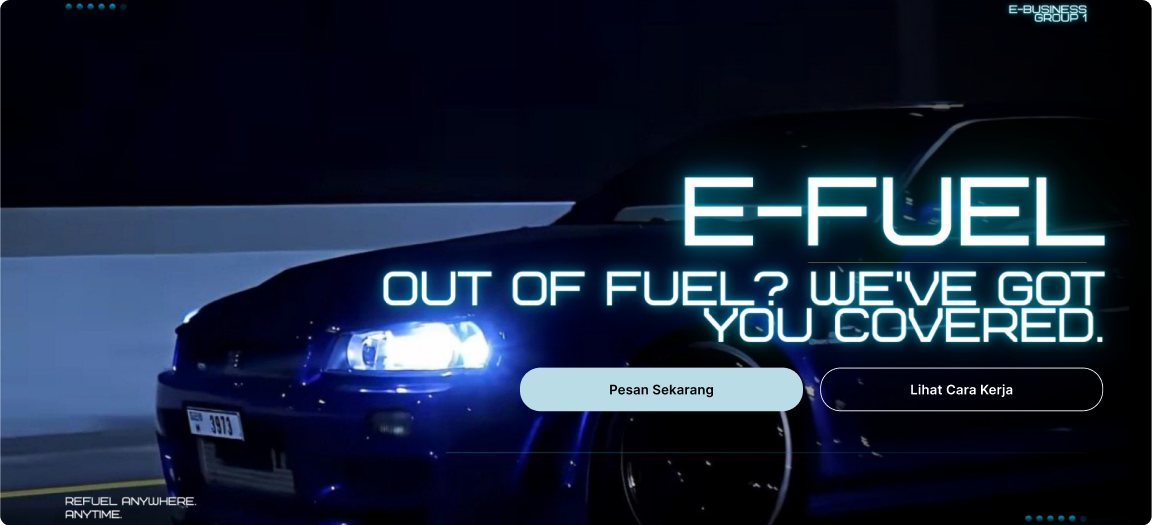 E-BUSINESS
GROUP 1
E-FUEL
OUT OF FUEL? WE'VE GOT
YOU COVERED.
Pesan Sekarang
Lihat Cara Kerja
3973
REFUEL ANYWHERE.
ANYTIME.